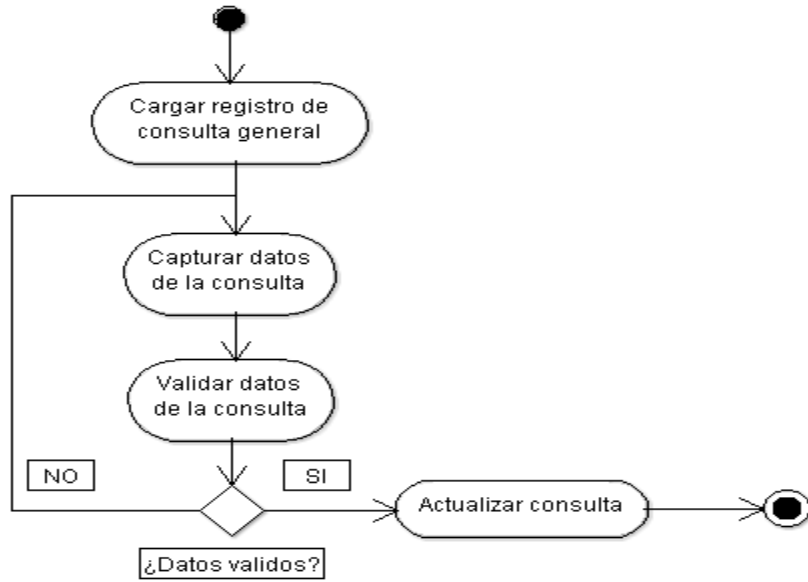 Cargar registro de
consulta general
Capturar datos
de la consulta
Validar datos
de la consulta
NO
SI
Actualizar consulta
¿Datos validos?